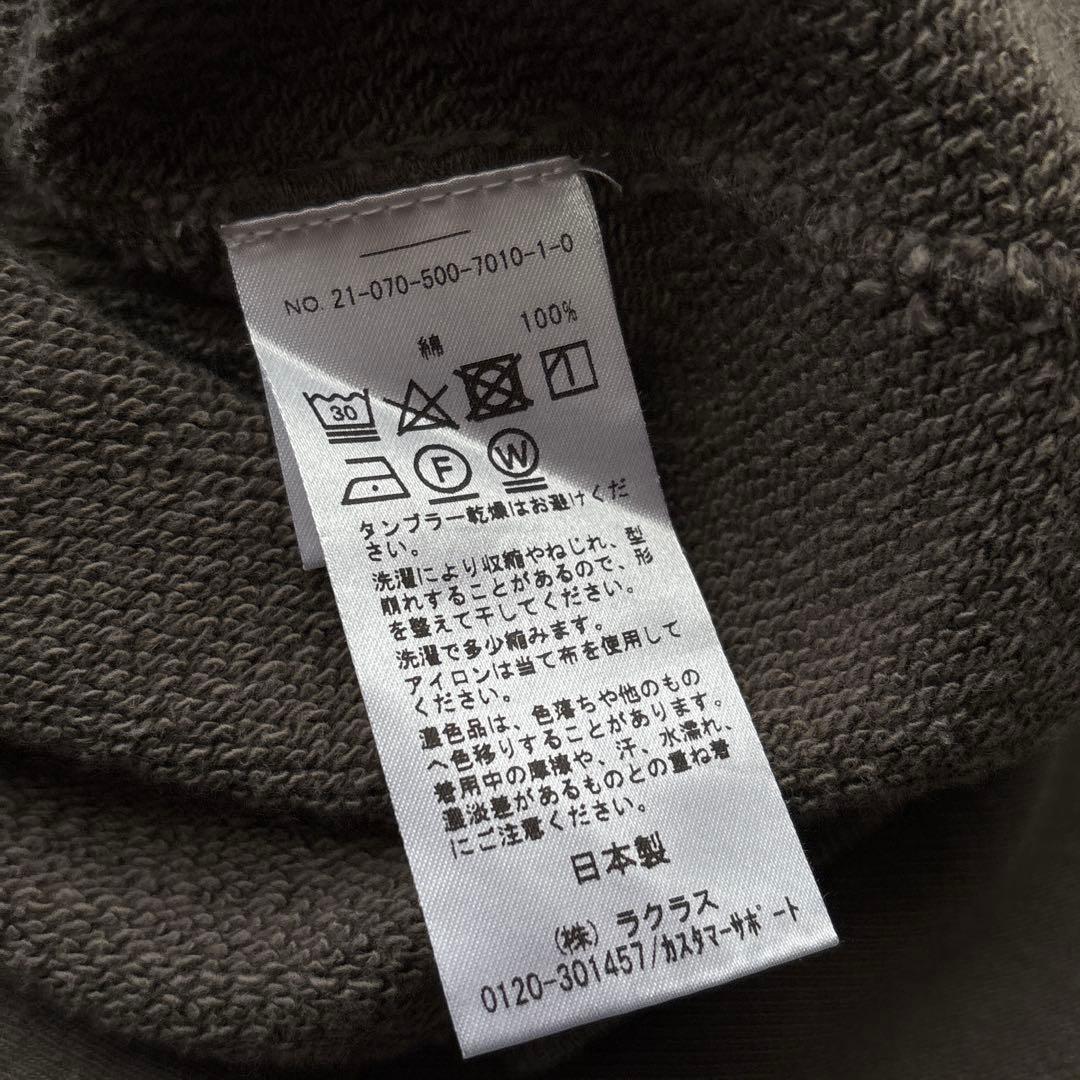 NO. 21-070-500-7010-1-0
綿 100%
30
F W
タンブラー乾燥はお避けくだ
さい。
洗濯により収縮やねじれ、型
崩れすることがあるので、形
を整えて干してください。
洗濯で多少縮みます。
アイロンは当て布を使用して
ください。
濃色品は、色落ちや他のもの
へ色移りすることがあります。
着用中の摩擦や、汗、水濡れ、
濃淡差があるものとの重ね着
にご注意ください。
日本製
(株) ラクラス
0120-301457/カスタマーサポート